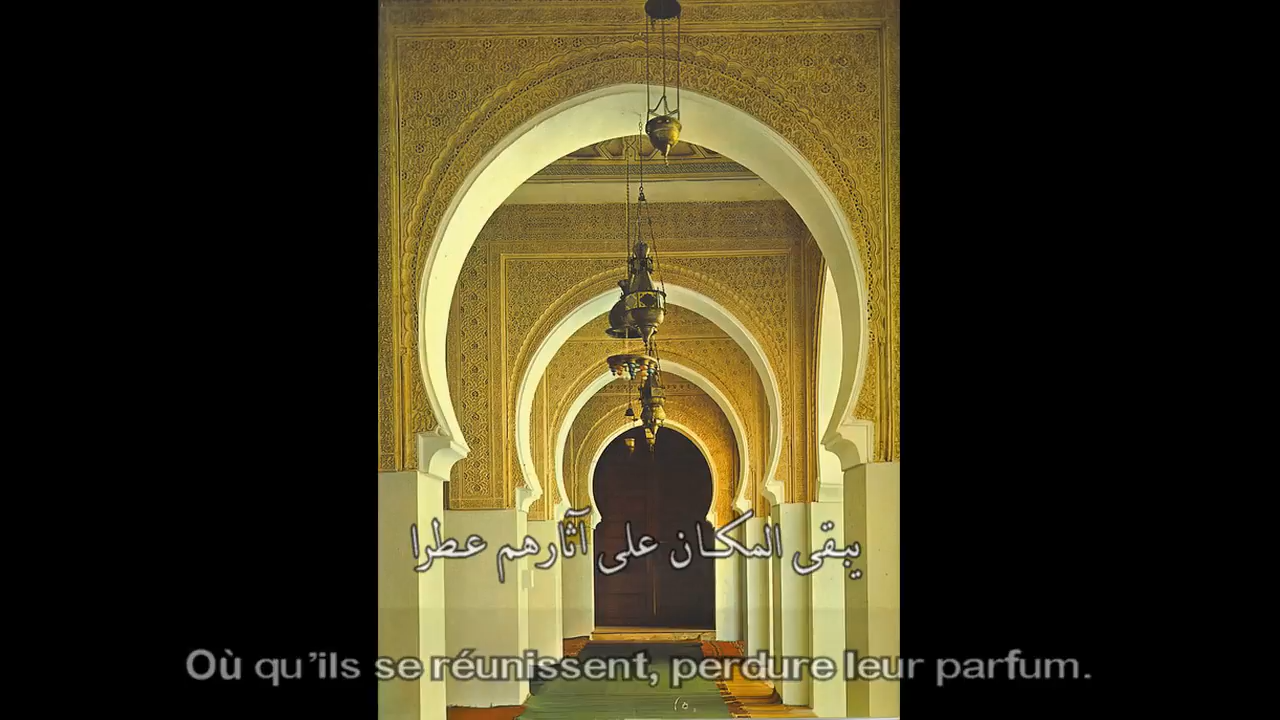 يبقى المكان على آثارهم عطرا
Où qu’ils se réunissent, perdure leur parfum.